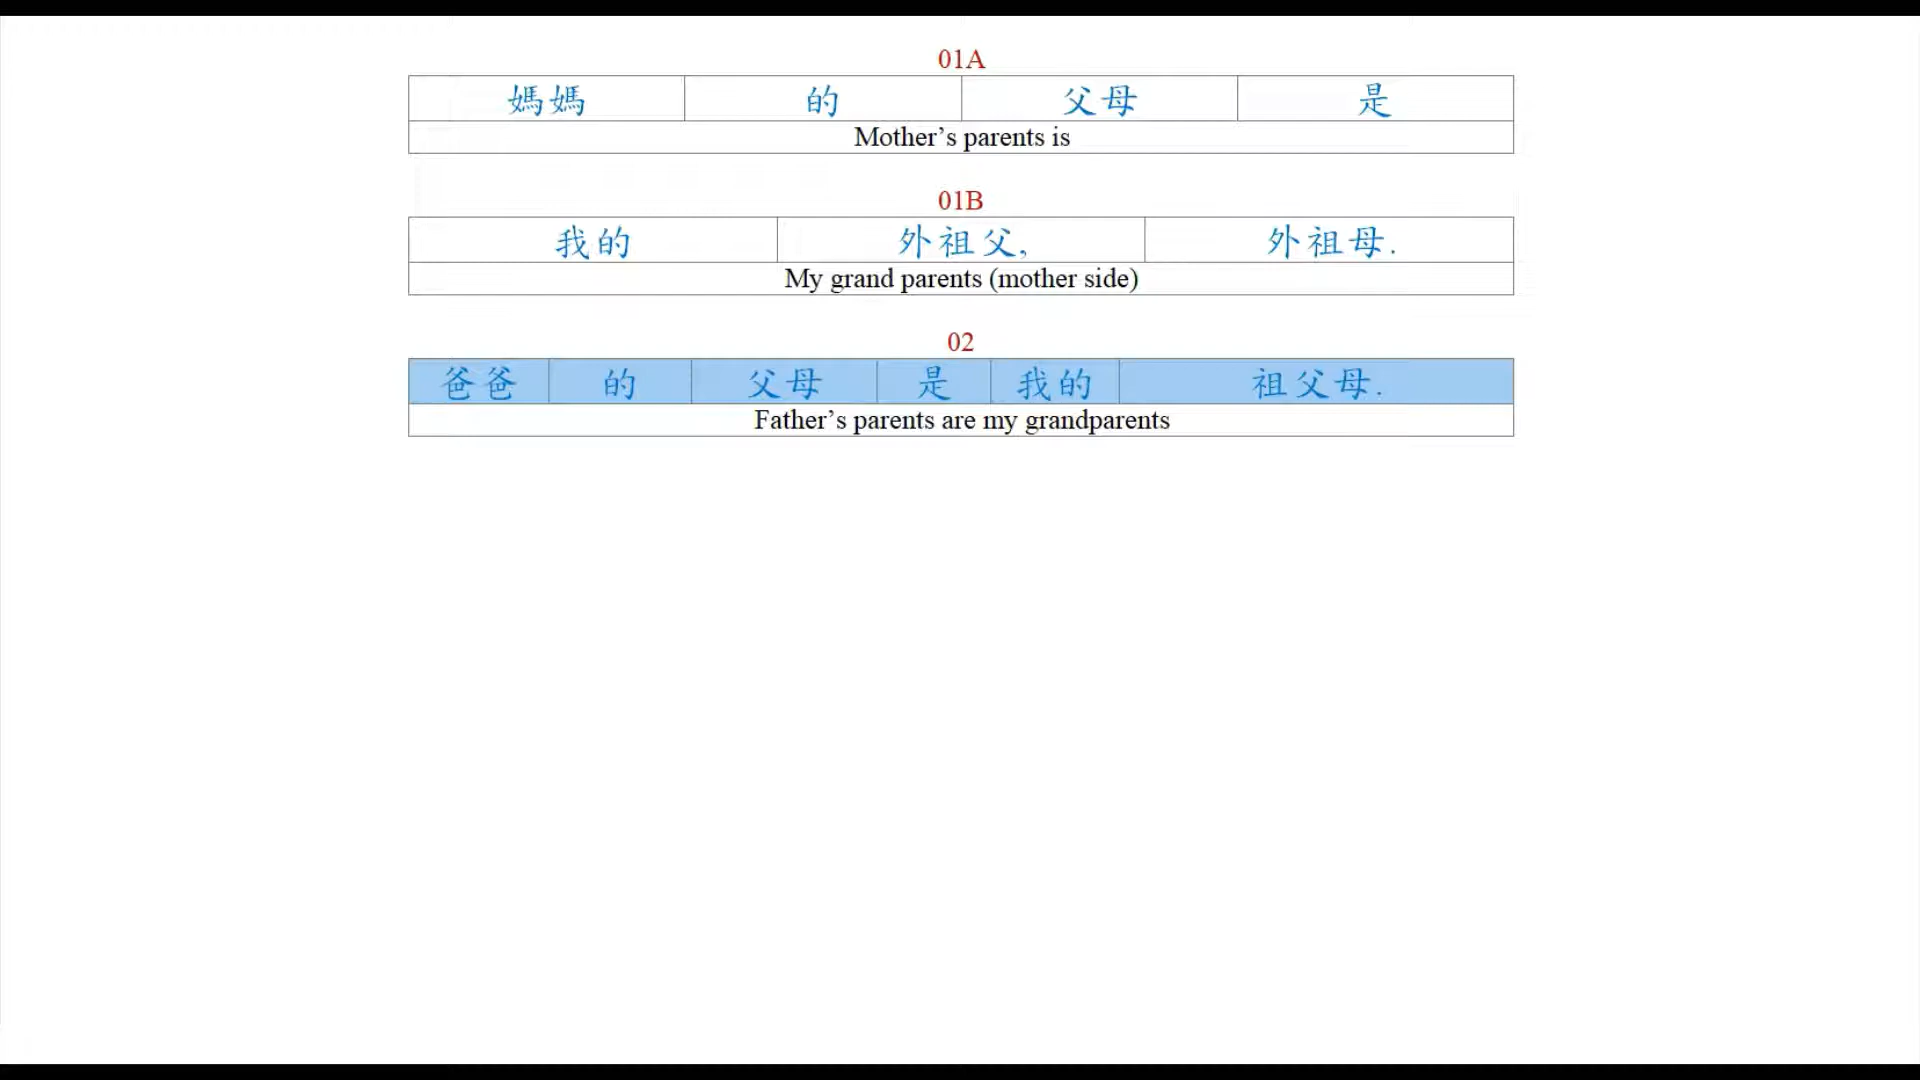 01A
媽媽 的 父母 是
Mother’s parents is
01B
我的 外祖父, 外祖母.
My grand parents (mother side)
02
爸爸 的 父母 是 我的 祖父母.
Father’s parents are my grandparents